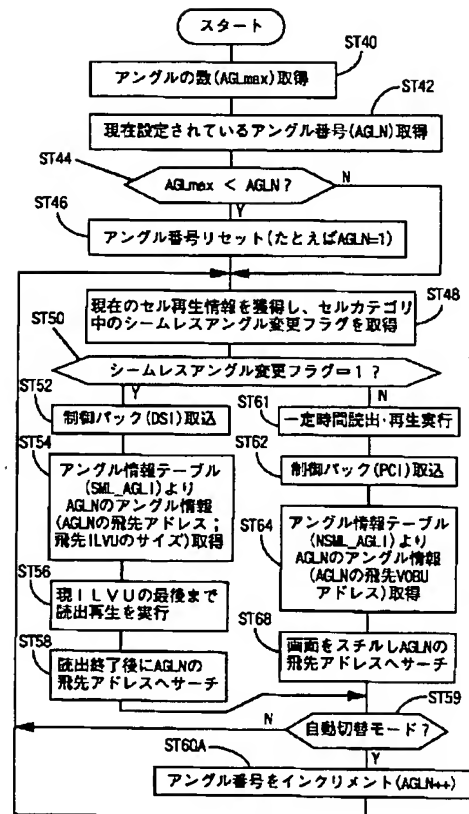 スタート
ST40
アングルの数(AGLmax)取得
ST42
現在設定されているアングル番号(AGLN)取得
ST44
AGLmax < AGLN ?
N
Y
ST46
アングル番号リセット(たとえばAGLN=1)
ST48
現在のセル再生情報を獲得し、セルカテゴリ
中のシームレスアングル変更フラグを取得
ST50
シームレスアングル変更フラグ=1 ?
Y
N
ST52
制御パック(DSI)取込
ST54
アングル情報テーブル
(SML_AGLI)より
AGLNのアングル情報
(AGLNの飛先アドレス;
飛先ILVUのサイズ)取得
ST56
現ILVUの最後まで
読出再生を実行
ST58
読出終了後にAGLNの
飛先アドレスへサーチ
ST61
一定時間読出・再生実行
ST62
制御パック(PCI)取込
ST64
アングル情報テーブル
(NSML_AGLI)より
AGLNのアングル情報
(AGLNの飛先VOBU
アドレス)取得
ST68
画面をスチルしAGLNの
飛先アドレスへサーチ
ST59
自動切替モード?
N
Y
ST60A
アングル番号をインクリメント(AGLN++)